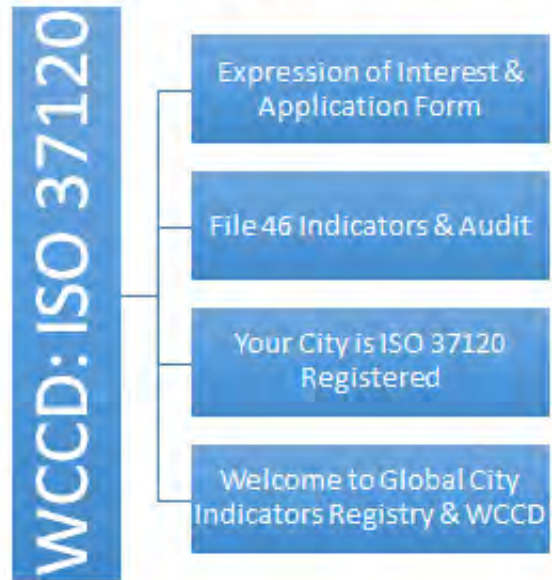 WCCD: ISO 37120
Expression of Interest &
Application Form
File 46 Indicators & Audit
Your City is ISO 37120
Registered
Welcome to Global City
Indicators Registry & WCCD